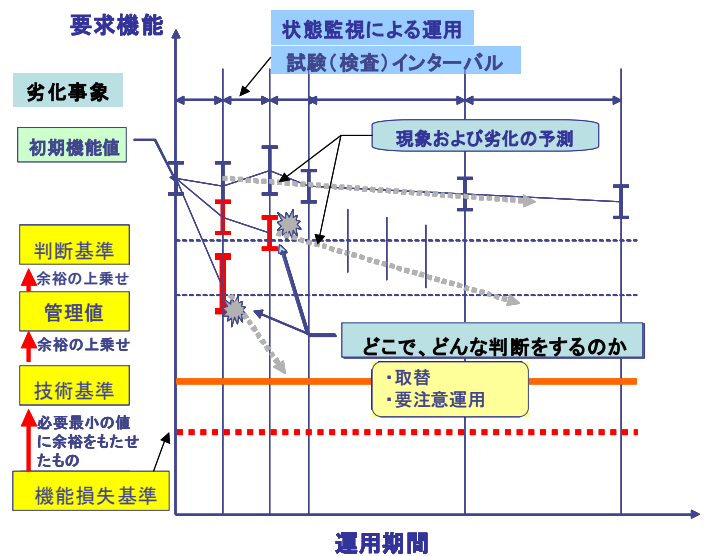 要求機能
状態監視による運用
試験（検査）インターバル
劣化事象
初期機能値
現象および劣化の予測
判断基準
余裕の上乗せ
管理値
余裕の上乗せ
どこで、どんな判断をするのか
技術基準
・取替
・要注意運用
必要最小の値
に余裕をもたせ
たもの
機能損失基準
運用期間